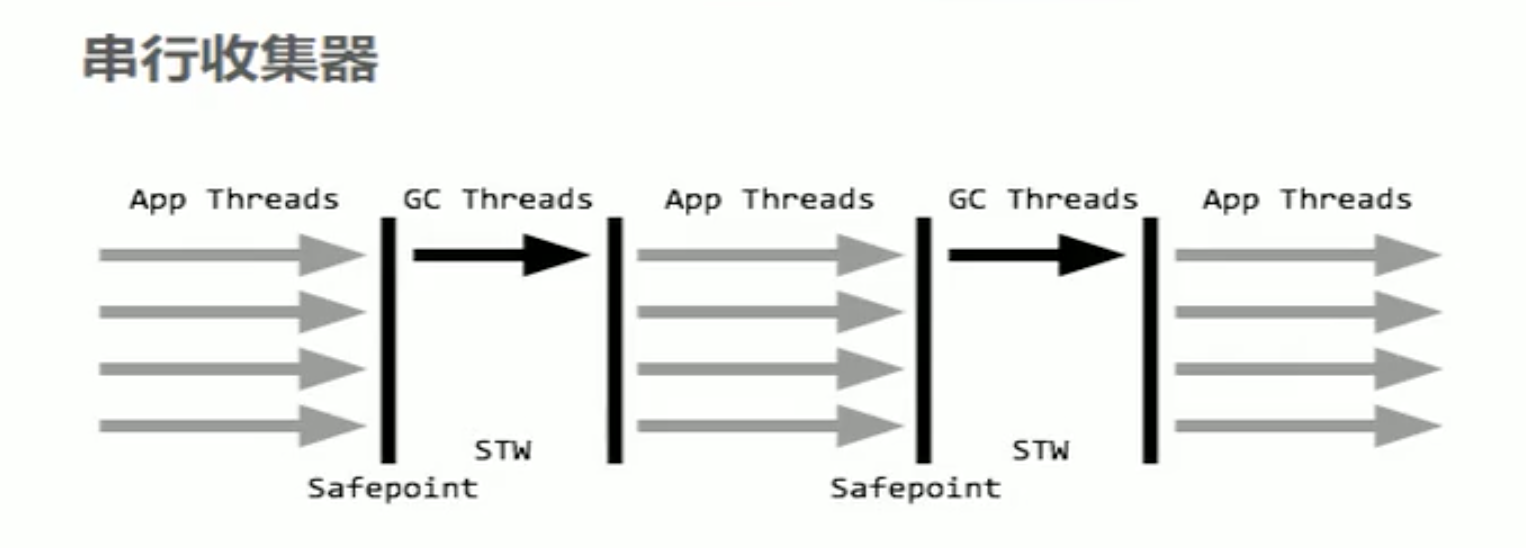 串行收集器
App Threads GC Threads App Threads GC Threads App Threads
STW STW
Safepoint Safepoint